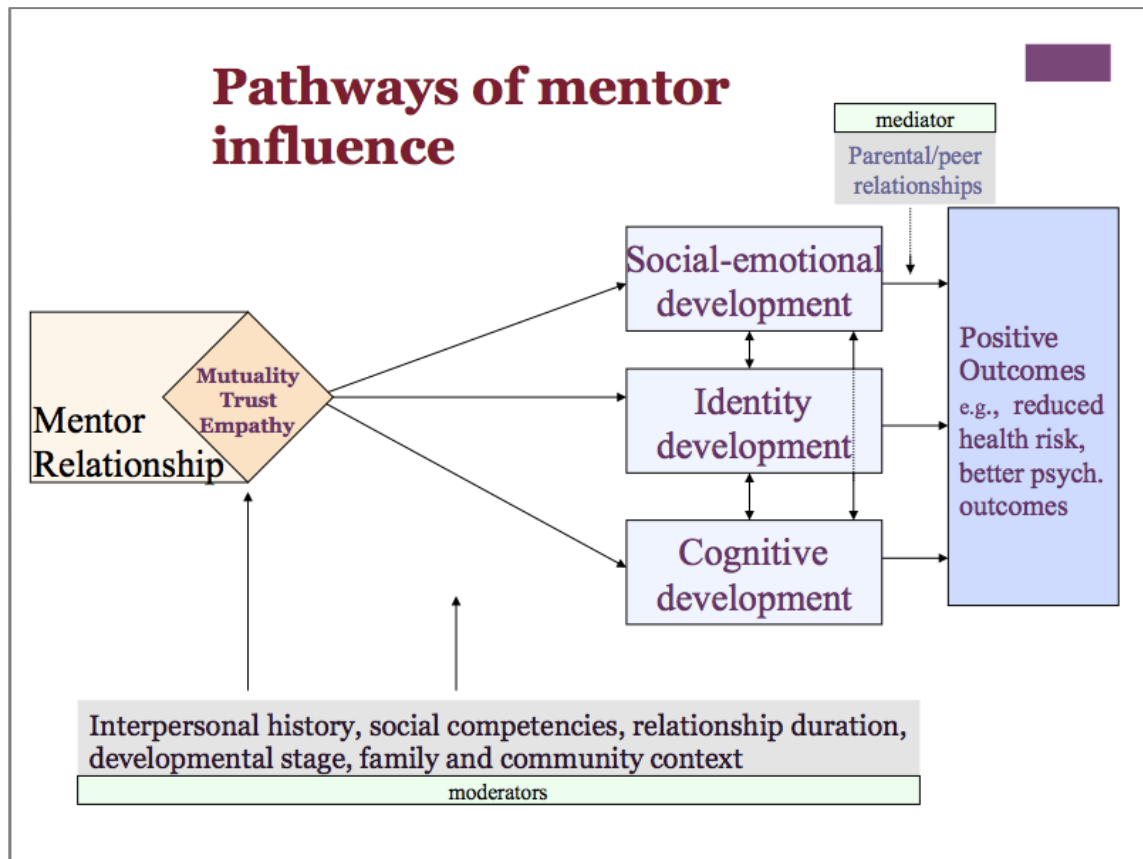 Pathways of mentor
influence
mediator
Parental/peer
relationships
Social-emotional
development
Mutuality
Trust
Empathy
Mentor
Relationship
Identity
development
Positive
Outcomes
e.g., reduced
health risk,
better psych.
outcomes
Cognitive
development
Interpersonal history, social competencies, relationship duration,
developmental stage, family and community context
moderators